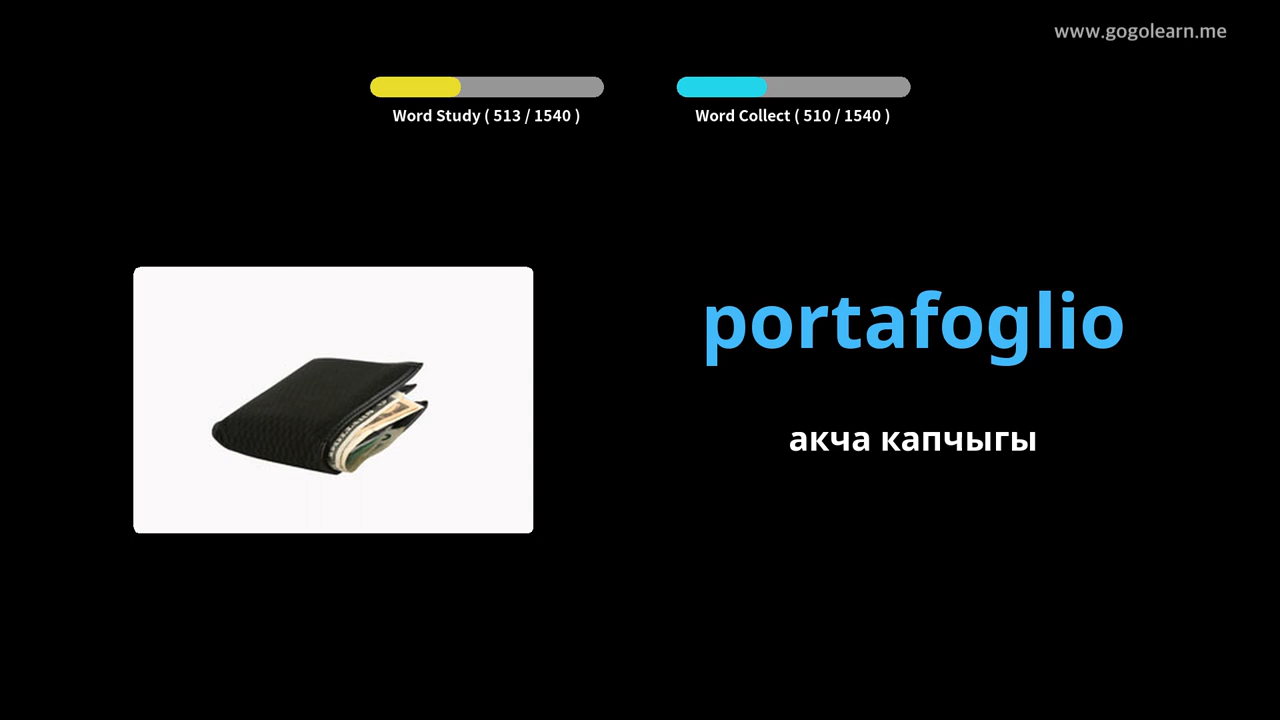 www.gogolearn.me
Word Study ( 513 / 1540 )
Word Collect ( 510 / 1540 )
portafoglio
акча капчыгы